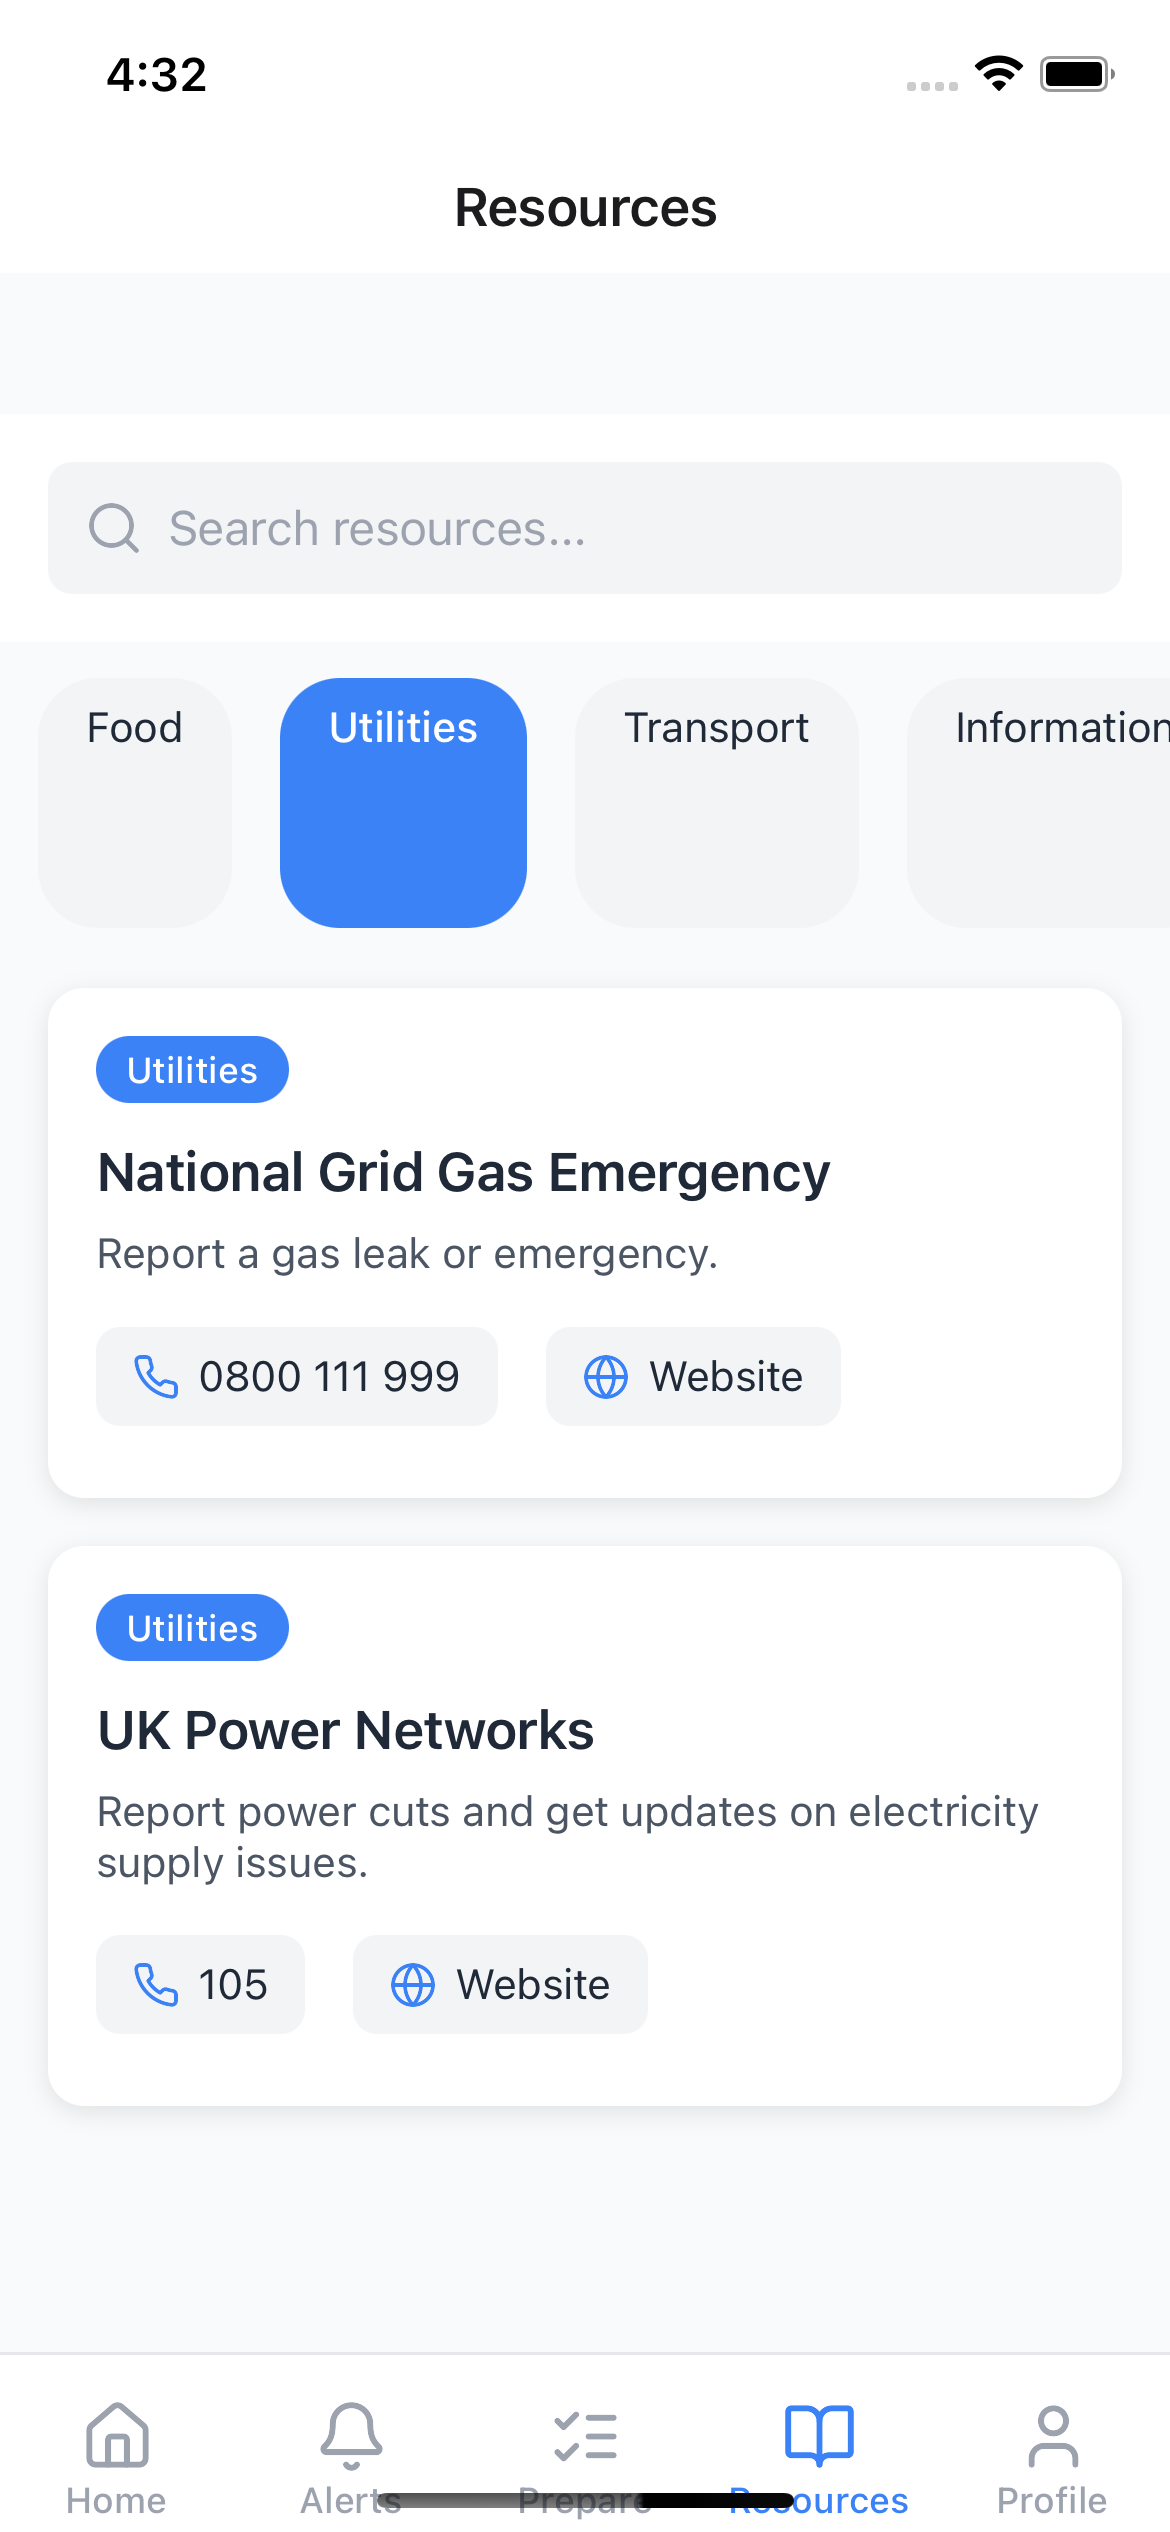 4:32
Resources
Search resources...
Food
Utilities
Transport
Information
Utilities
National Grid Gas Emergency
Report a gas leak or emergency.
0800 111 999
Website
Utilities
UK Power Networks
Report power cuts and get updates on electricity
supply issues.
105
Website
Home
Alerts
Prepare
Resources
Profile